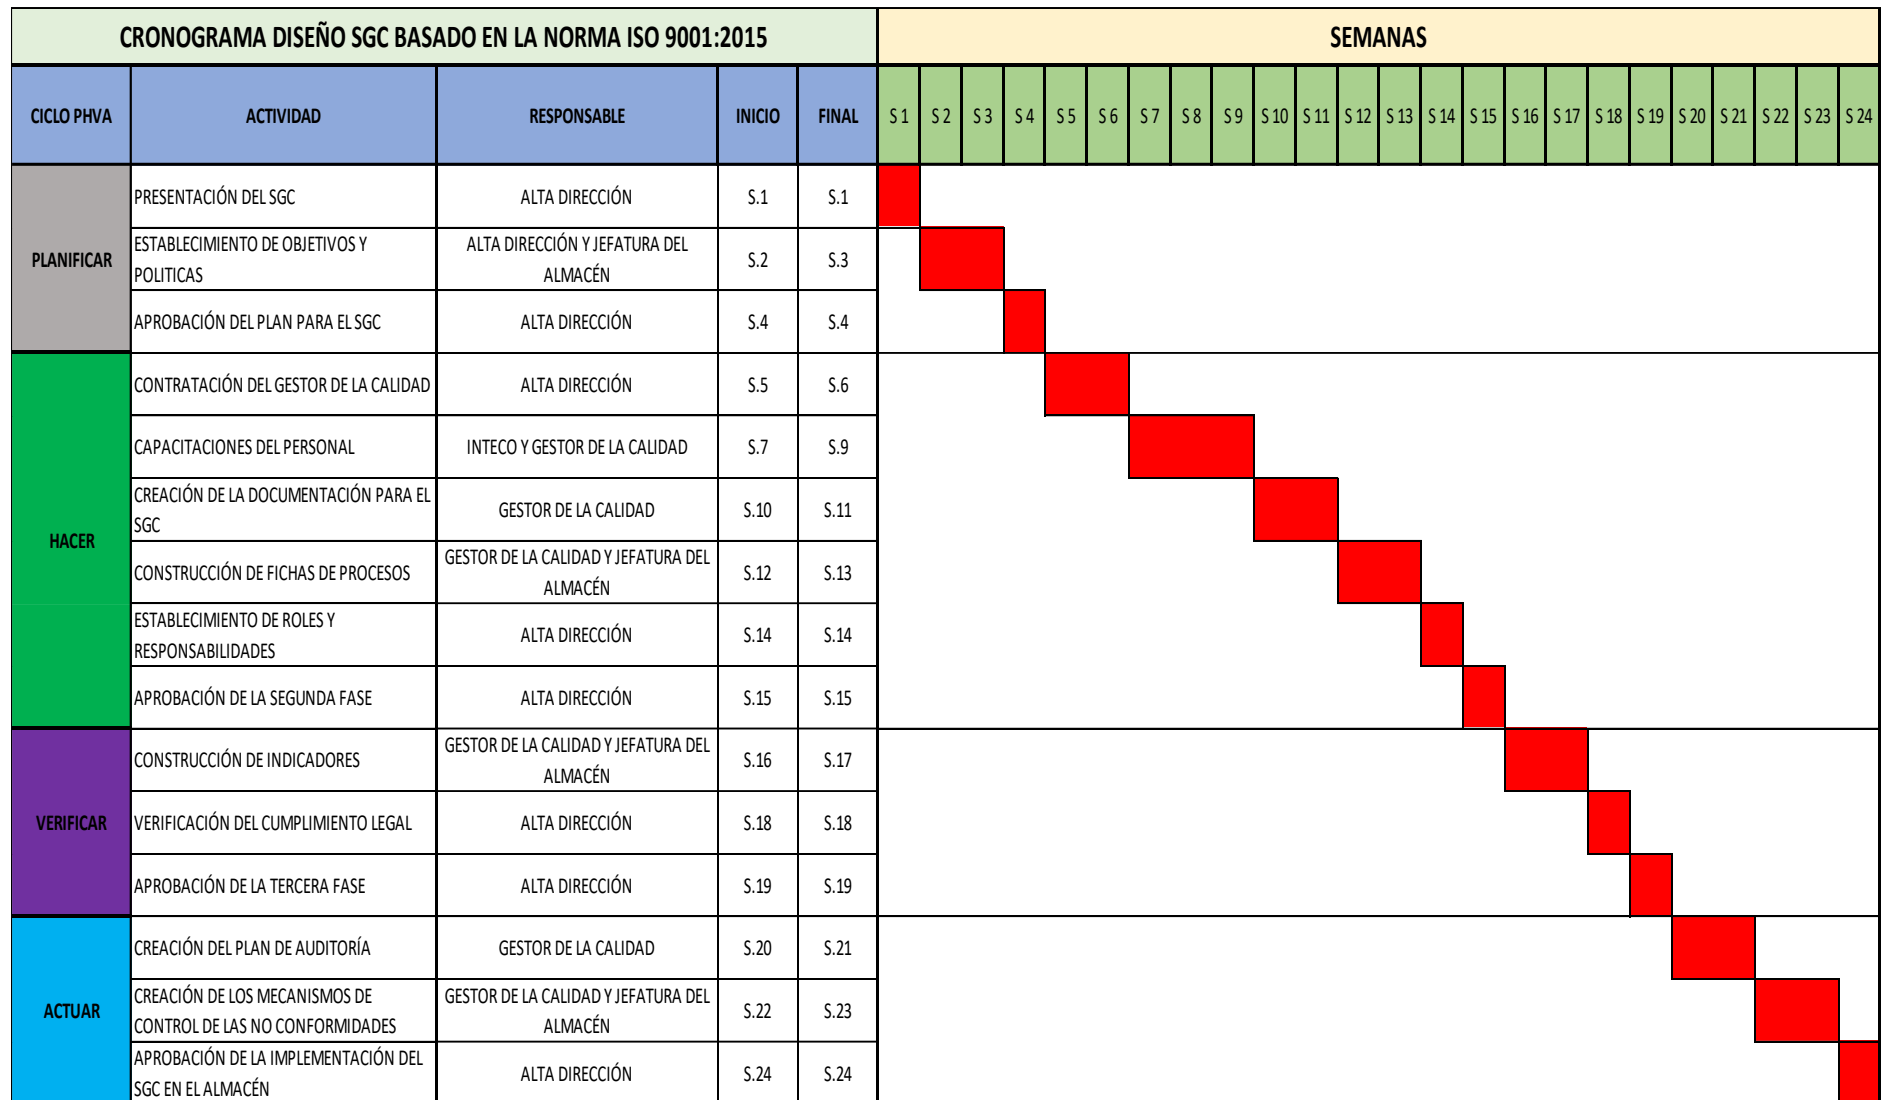 CRONOGRAMA DISEÑO SGC BASADO EN LA NORMA ISO 9001:2015 SEMANAS
CICLO PHVA ACTIVIDAD RESPONSABLE INICIO FINAL S 1 S 2 S 3 S 4 S 5 S 6 S 7 S 8 S 9 S 10 S 11 S 12 S 13 S 14 S 15 S 16 S 17 S 18 S 19 S 20 S 21 S 22 S 23 S 24
PLANIFICAR
PRESENTACIÓN DEL SGC ALTA DIRECCIÓN S.1 S.1
ESTABLECIMIENTO DE OBJETIVOS Y
POLITICAS
ALTA DIRECCIÓN Y JEFATURA DEL
ALMACÉN
S.2 S.3
APROBACIÓN DEL PLAN PARA EL SGC ALTA DIRECCIÓN S.4 S.4
HACER
CONTRATACIÓN DEL GESTOR DE LA CALIDAD ALTA DIRECCIÓN S.5 S.6
CAPACITACIONES DEL PERSONAL INTECO Y GESTOR DE LA CALIDAD S.7 S.9
CREACIÓN DE LA DOCUMENTACIÓN PARA EL
SGC
GESTOR DE LA CALIDAD S.10 S.11
CONSTRUCCIÓN DE FICHAS DE PROCESOS
GESTOR DE LA CALIDAD Y JEFATURA DEL
ALMACÉN
S.12 S.13
ESTABLECIMIENTO DE ROLES Y
RESPONSABILIDADES
ALTA DIRECCIÓN S.14 S.14
APROBACIÓN DE LA SEGUNDA FASE ALTA DIRECCIÓN S.15 S.15
VERIFICAR
CONSTRUCCIÓN DE INDICADORES
GESTOR DE LA CALIDAD Y JEFATURA DEL
ALMACÉN
S.16 S.17
VERIFICACIÓN DEL CUMPLIMIENTO LEGAL ALTA DIRECCIÓN S.18 S.18
APROBACIÓN DE LA TERCERA FASE ALTA DIRECCIÓN S.19 S.19
ACTUAR
CREACIÓN DEL PLAN DE AUDITORÍA GESTOR DE LA CALIDAD S.20 S.21
CREACIÓN DE LOS MECANISMOS DE
CONTROL DE LAS NO CONFORMIDADES
GESTOR DE LA CALIDAD Y JEFATURA DEL
ALMACÉN
S.22 S.23
APROBACIÓN DE LA IMPLEMENTACIÓN DEL
SGC EN EL ALMACÉN
ALTA DIRECCIÓN S.24 S.24